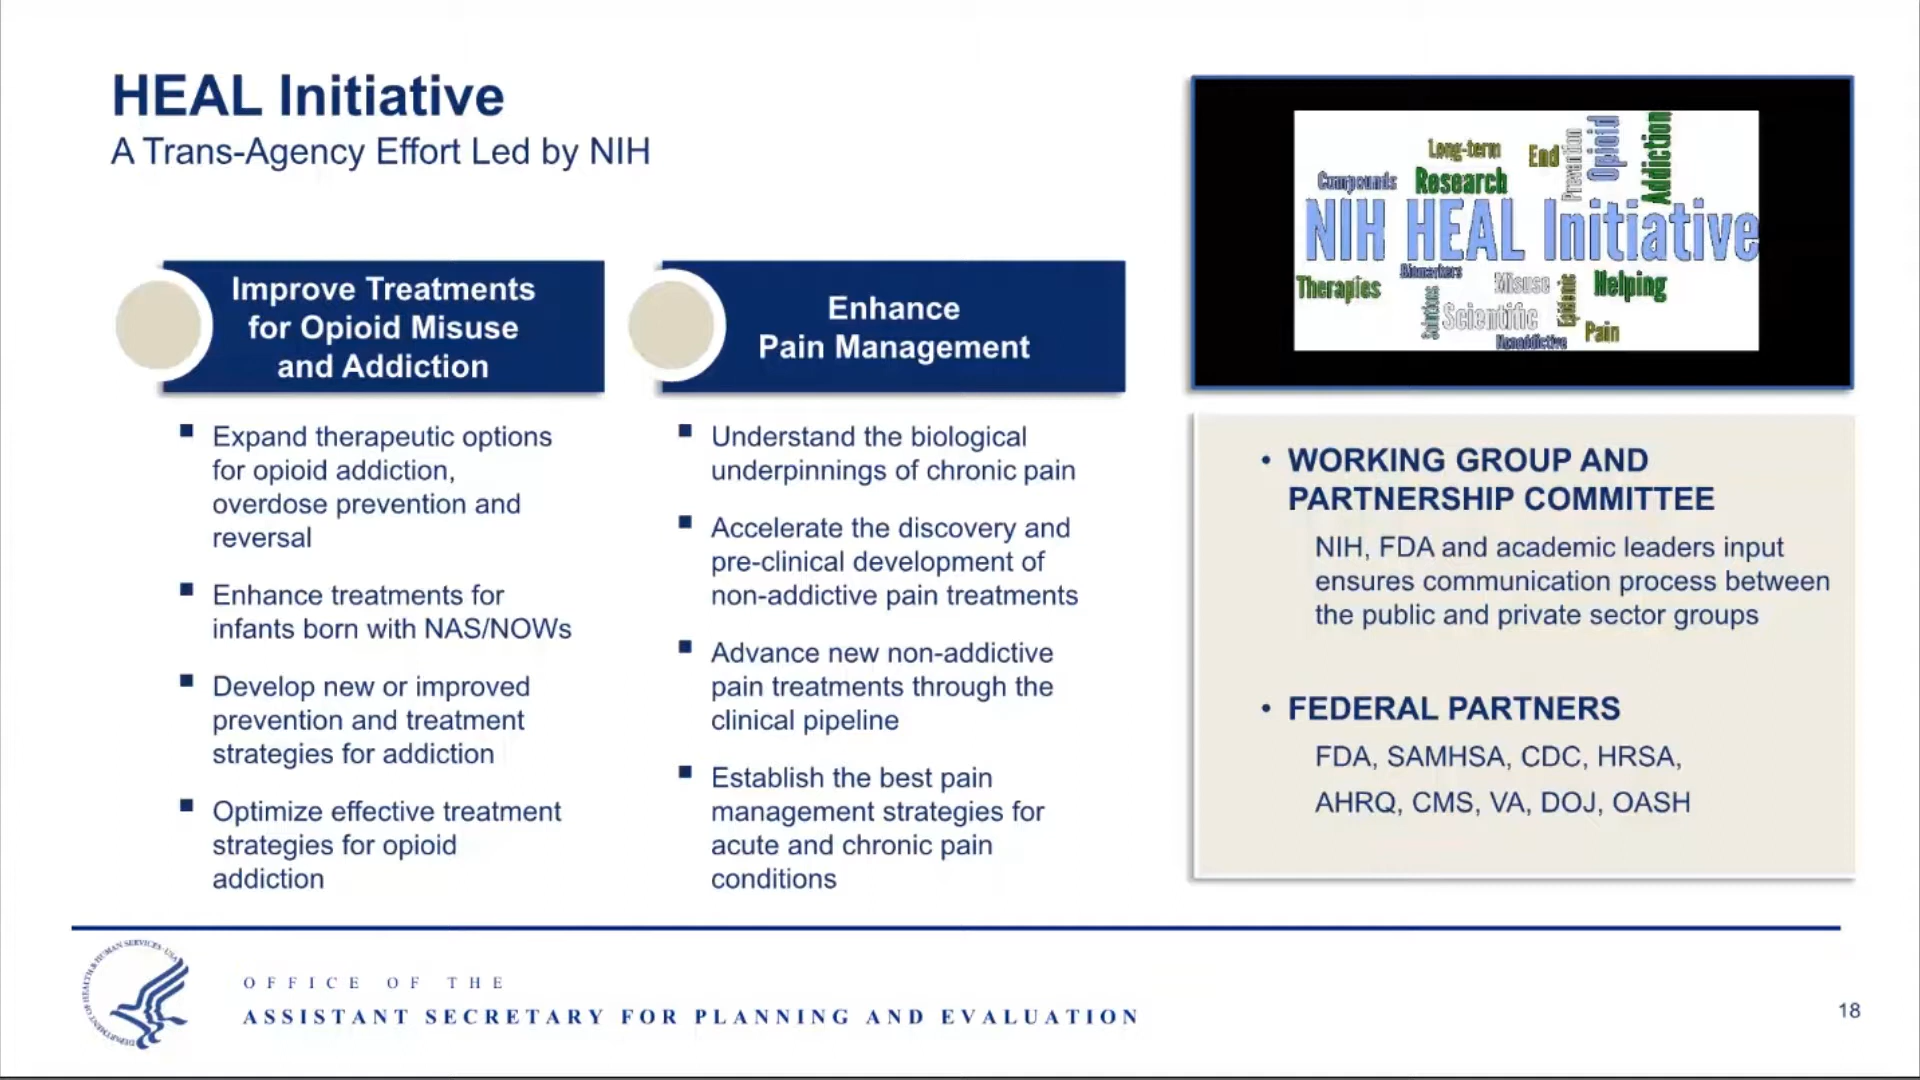 HEAL Initiative
A Trans-Agency Effort Led by NIH
Improve Treatments
for Opioid Misuse
and Addiction
Expand therapeutic options
for opioid addiction,
overdose prevention and
reversal
Enhance treatments for
infants born with NAS/NOWs
Develop new or improved
prevention and treatment
strategies for addiction
Optimize effective treatment
strategies for opioid
addiction
Enhance
Pain Management
Understand the biological
underpinnings of chronic pain
Accelerate the discovery and
pre-clinical development of
non-addictive pain treatments
Advance new non-addictive
pain treatments through the
clinical pipeline
Establish the best pain
management strategies for
acute and chronic pain
conditions
Long-term
End
Prevention
Opioid
Addiction
Compounds
Research
NIH HEAL Initiative
Biomarkers
Therapies
Misuse
Helping
Solutions
Scientific
Epidemic
Pain
Nonaddictive
• WORKING GROUP AND
PARTNERSHIP COMMITTEE
NIH, FDA and academic leaders input
ensures communication process between
the public and private sector groups
• FEDERAL PARTNERS
FDA, SAMHSA, CDC, HRSA,
AHRQ, CMS, VA, DOJ, OASH
DEPARTMENT OF HEALTH & HUMAN SERVICES · USA
OFFICE OF THE
ASSISTANT SECRETARY FOR PLANNING AND EVALUATION
18